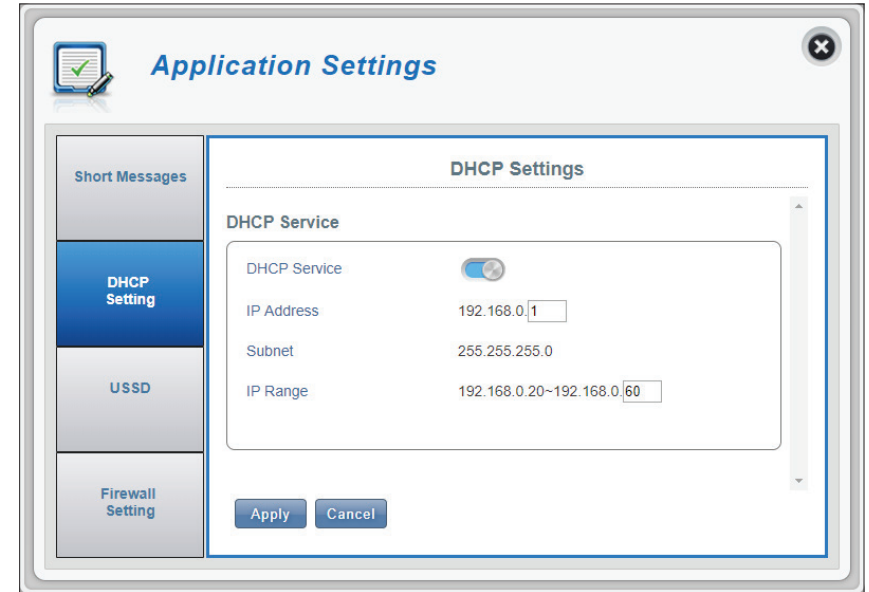 Application Settings
Short Messages
DHCP
Setting
USSD
Firewall
Setting
DHCP Settings
DHCP Service
DHCP Service
IP Address 192.168.0.1
Subnet 255.255.255.0
IP Range 192.168.0.20~192.168.0.60
Apply Cancel